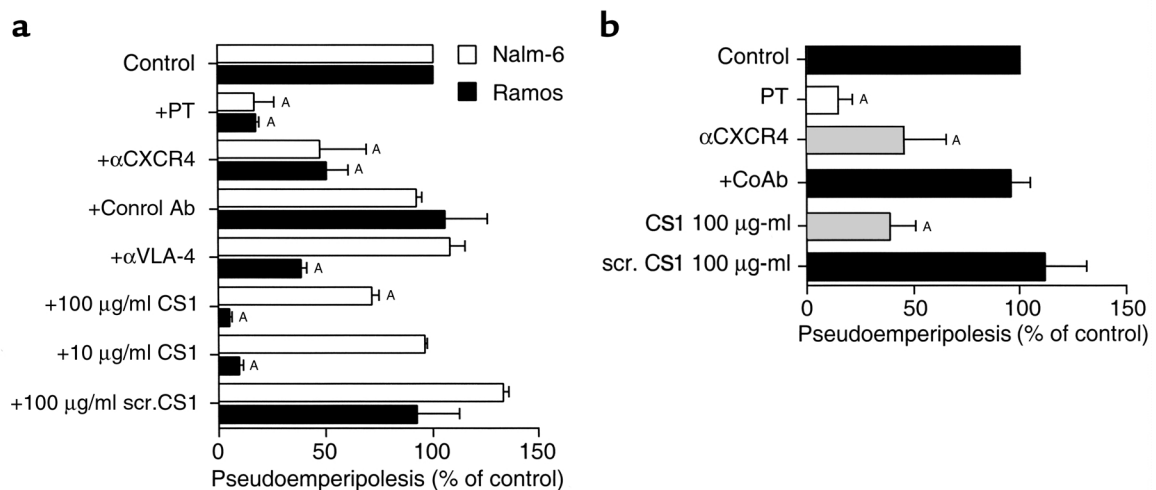 a
Control
Nalm-6
Ramos
+PT
A
A
+αCXCR4
A
A
+Conrol Ab
+αVLA-4
A
+100 μg/ml CS1
A
A
+10 μg/ml CS1
A
+100 μg/ml scr.CS1
0 50 100 150
Pseudoemperipolesis (% of control)
b
Control
PT
A
αCXCR4
A
+CoAb
CS1 100 μg-ml
A
scr. CS1 100 μg-ml
0 50 100 150
Pseudoemperipolesis (% of control)